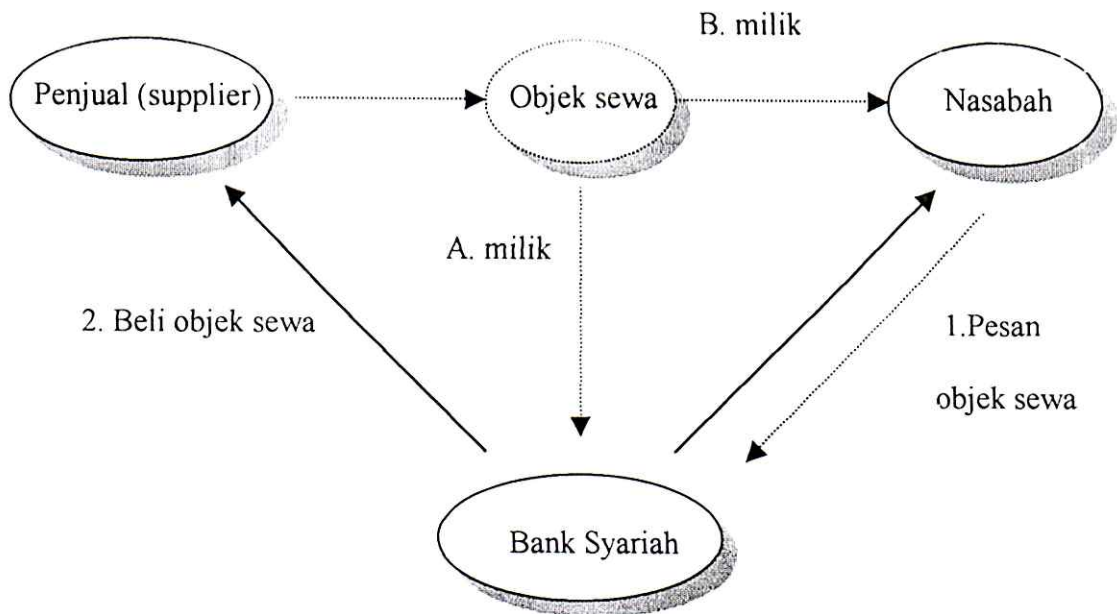 B. milik
Penjual (supplier)
Objek sewa
Nasabah
A. milik
2. Beli objek sewa
1.Pesan
objek sewa
Bank Syariah